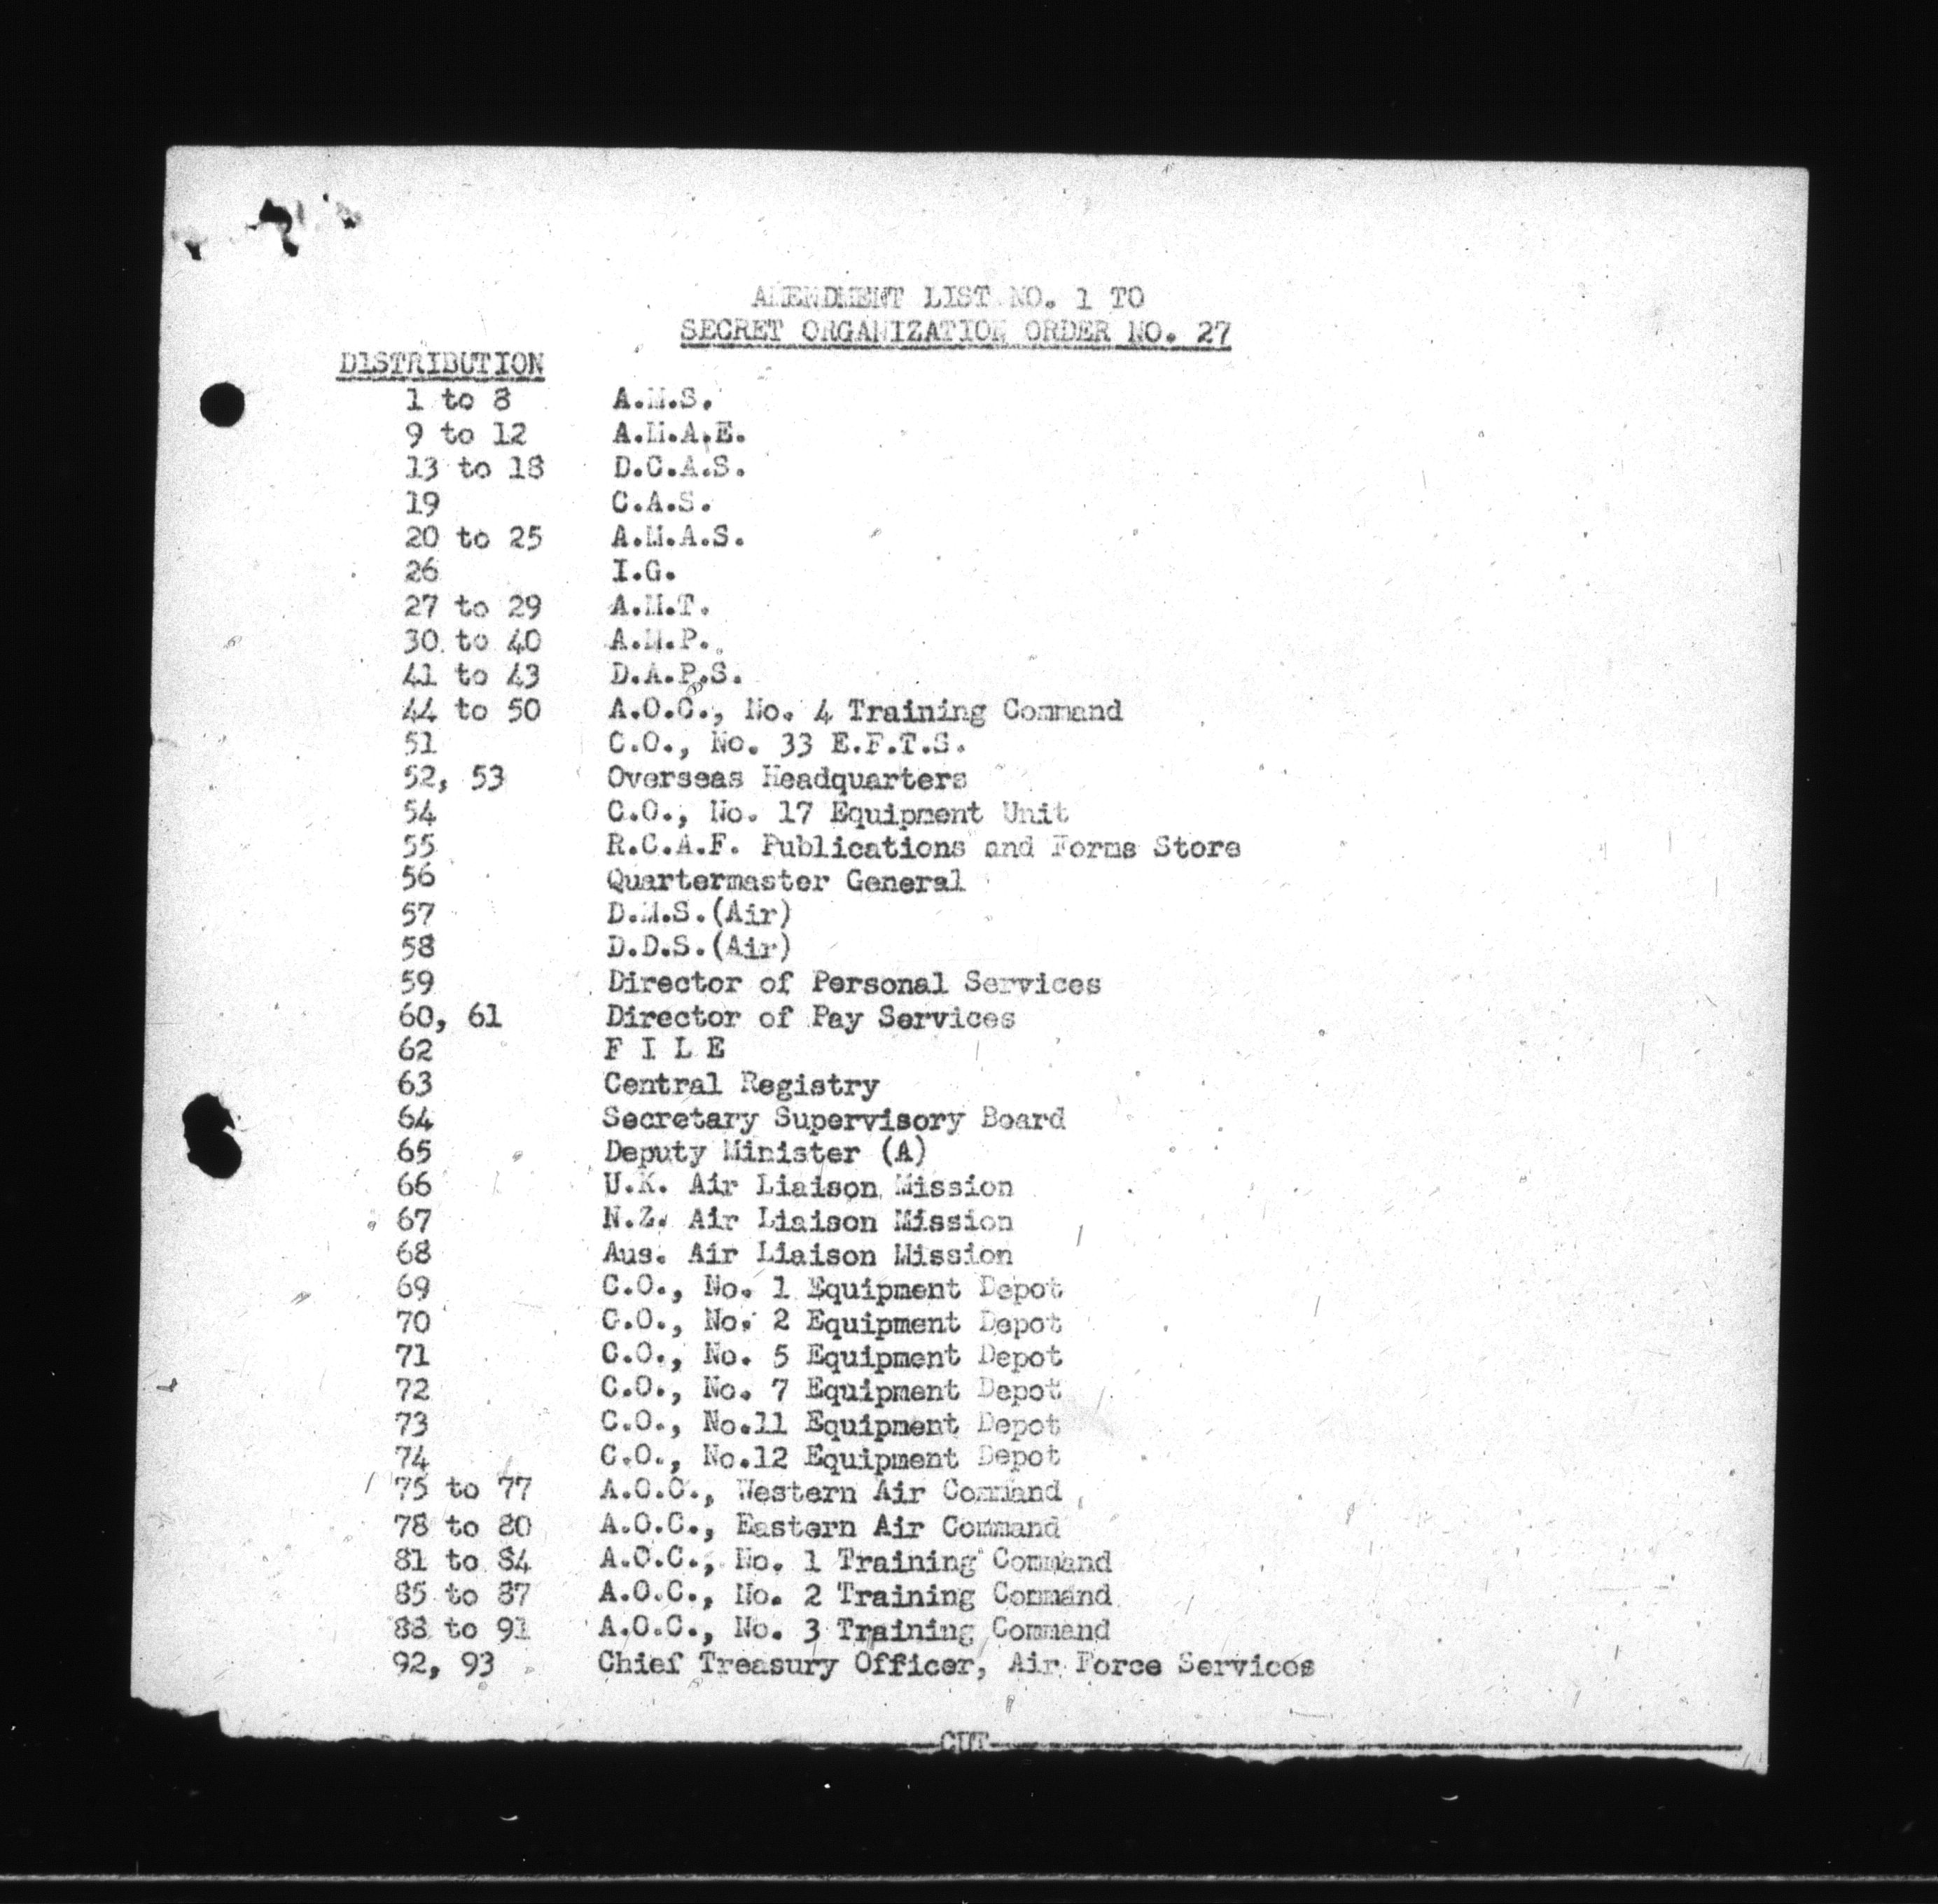 AMENDMENT LIST NO. 1 TO
SECRET ORGANIZATION ORDER NO. 27
DISTRIBUTION
1 to 8 A.M.S.
9 to 12 A.M.A.E.
13 to 18 D.C.A.S.
19 C.A.S.
20 to 25 A.M.A.S.
26 I.G.
27 to 29 A.M.T.
30 to 40 A.M.P.
41 to 43 D.A.P.S.
44 to 50 A.O.C., No. 4 Training Command
51 C.O., No. 33 E.F.T.S.
52, 53 Overseas Headquarters
54 C.O., No. 17 Equipment Unit
55 R.C.A.F. Publications and Forms Store
56 Quartermaster General
57 D.M.S.(Air)
58 D.D.S.(Air)
59 Director of Personal Services
60, 61 Director of Pay Services
62 F I L E
63 Central Registry
64 Secretary Supervisory Board
65 Deputy Minister (A)
66 U.K. Air Liaison Mission
67 N.Z. Air Liaison Mission
68 Aus. Air Liaison Mission
69 C.O., No. 1 Equipment Depot
70 C.O., No. 2 Equipment Depot
71 C.O., No. 5 Equipment Depot
72 C.O., No. 7 Equipment Depot
73 C.O., No.11 Equipment Depot
74 C.O., No.12 Equipment Depot
75 to 77 A.O.C., Western Air Command
78 to 80 A.O.C., Eastern Air Command
81 to 84 A.O.C., No. 1 Training Command
85 to 87 A.O.C., No. 2 Training Command
88 to 91 A.O.C., No. 3 Training Command
92, 93 Chief Treasury Officer, Air Force Services
CUT